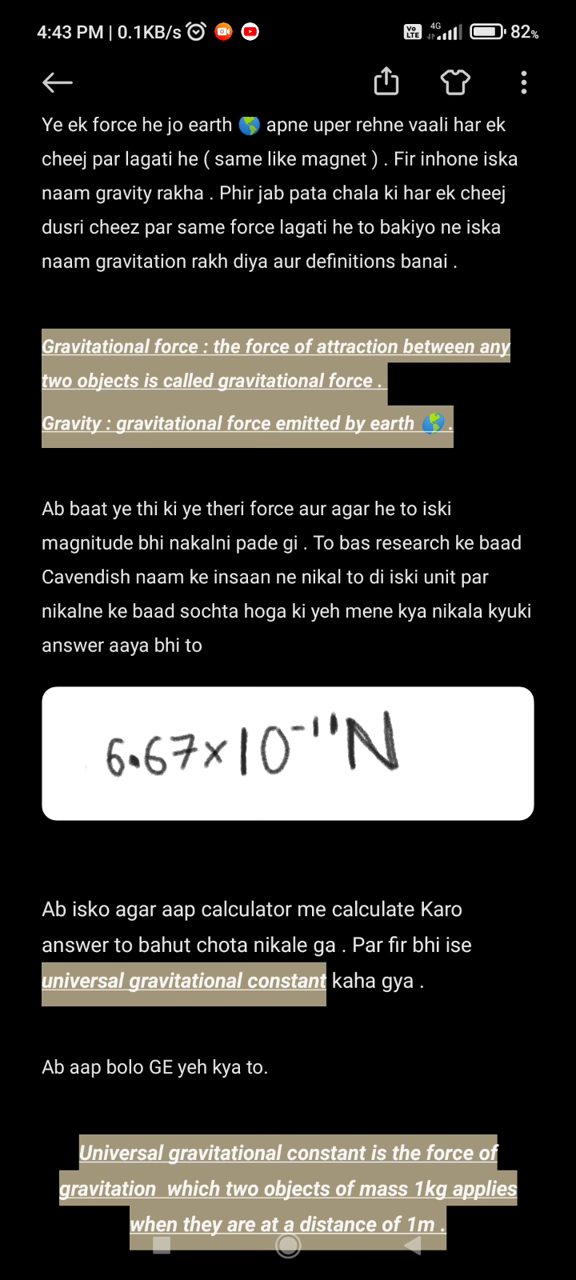 4:43 PM | 0.1KB/s
Vo LTE 4G 82%
Ye ek force he jo earth 🌎 apne uper rehne vaali har ek
cheej par lagati he ( same like magnet ) . Fir inhone iska
naam gravity rakha . Phir jab pata chala ki har ek cheej
dusri cheez par same force lagati he to bakiyo ne iska
naam gravitation rakh diya aur definitions banai .
Gravitational force : the force of attraction between any
two objects is called gravitational force .
Gravity : gravitational force emitted by earth 🌎 .
Ab baat ye thi ki ye theri force aur agar he to iski
magnitude bhi nakalni pade gi . To bas research ke baad
Cavendish naam ke insaan ne nikal to di iski unit par
nikalne ke baad sochta hoga ki yeh mene kya nikala kyuki
answer aaya bhi to
6.67×10⁻¹¹N
Ab isko agar aap calculator me calculate Karo
answer to bahut chota nikale ga . Par fir bhi ise
universal gravitational constant kaha gya .
Ab aap bolo GE yeh kya to.
Universal gravitational constant is the force of
gravitation which two objects of mass 1kg applies
when they are at a distance of 1m .